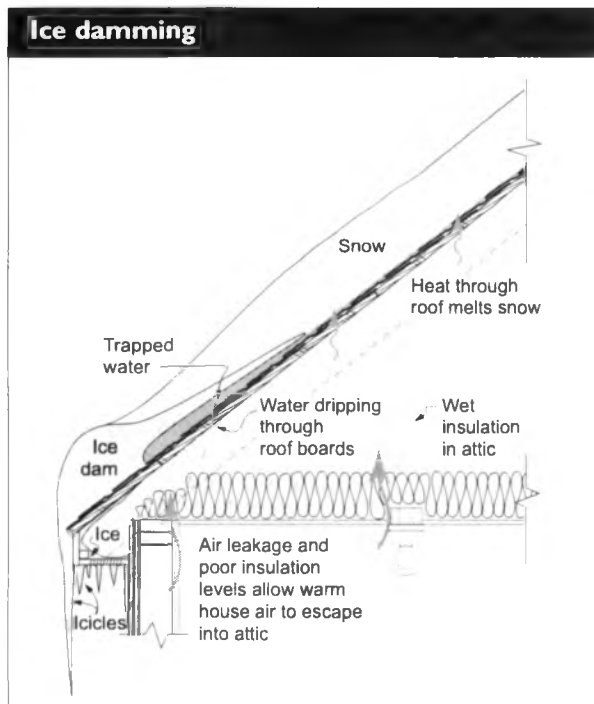 Ice damming
Snow
Heat through
roof melts snow
Trapped
water
Water dripping
through
roof boards
Wet
insulation
in attic
Ice
dam
Ice
Air leakage and
poor insulation
levels allow warm
house air to escape
into attic
Icicles